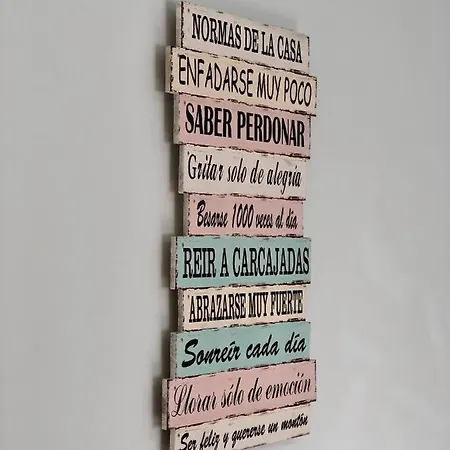 NORMAS DE LA CASA
ENFADARSE MUY POCO
SABER PERDONAR
Gritar solo de alegría
Besarse 1000 veces al día
REIR A CARCAJADAS
ABRAZARSE MUY FUERTE
Sonreír cada día
Llorar sólo de emoción
Ser feliz y quererse un montón